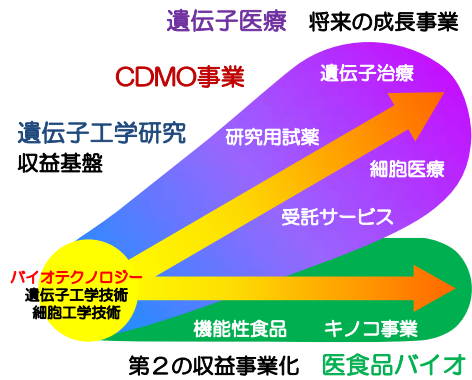 遺伝子医療 将来の成長事業
CDMO事業
遺伝子治療
遺伝子工学研究
収益基盤
研究用試薬
細胞医療
受託サービス
バイオテクノロジー
遺伝子工学技術
細胞工学技術
機能性食品 キノコ事業
第２の収益事業化 医食品バイオ